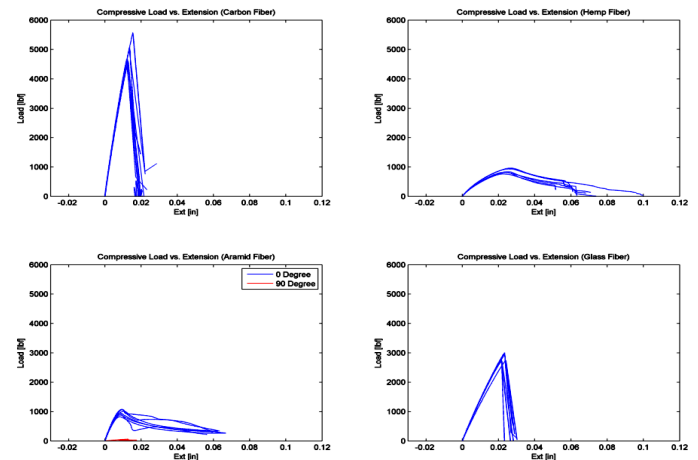 Compressive Load vs. Extension (Carbon Fiber)
6000
5000
4000
3000
2000
1000
0
Load [lbf]
-0.02 0 0.02 0.04 0.06 0.08 0.1 0.12
Ext [in]
Compressive Load vs. Extension (Hemp Fiber)
6000
5000
4000
3000
2000
1000
0
Load [lbf]
-0.02 0 0.02 0.04 0.06 0.08 0.1 0.12
Ext [in]
Compressive Load vs. Extension (Aramid Fiber)
6000
5000
4000
3000
2000
1000
0
Load [lbf]
0 Degree
90 Degree
-0.02 0 0.02 0.04 0.06 0.08 0.1 0.12
Ext [in]
Compressive Load vs. Extension (Glass Fiber)
6000
5000
4000
3000
2000
1000
0
Load [lbf]
-0.02 0 0.02 0.04 0.06 0.08 0.1 0.12
Ext [in]